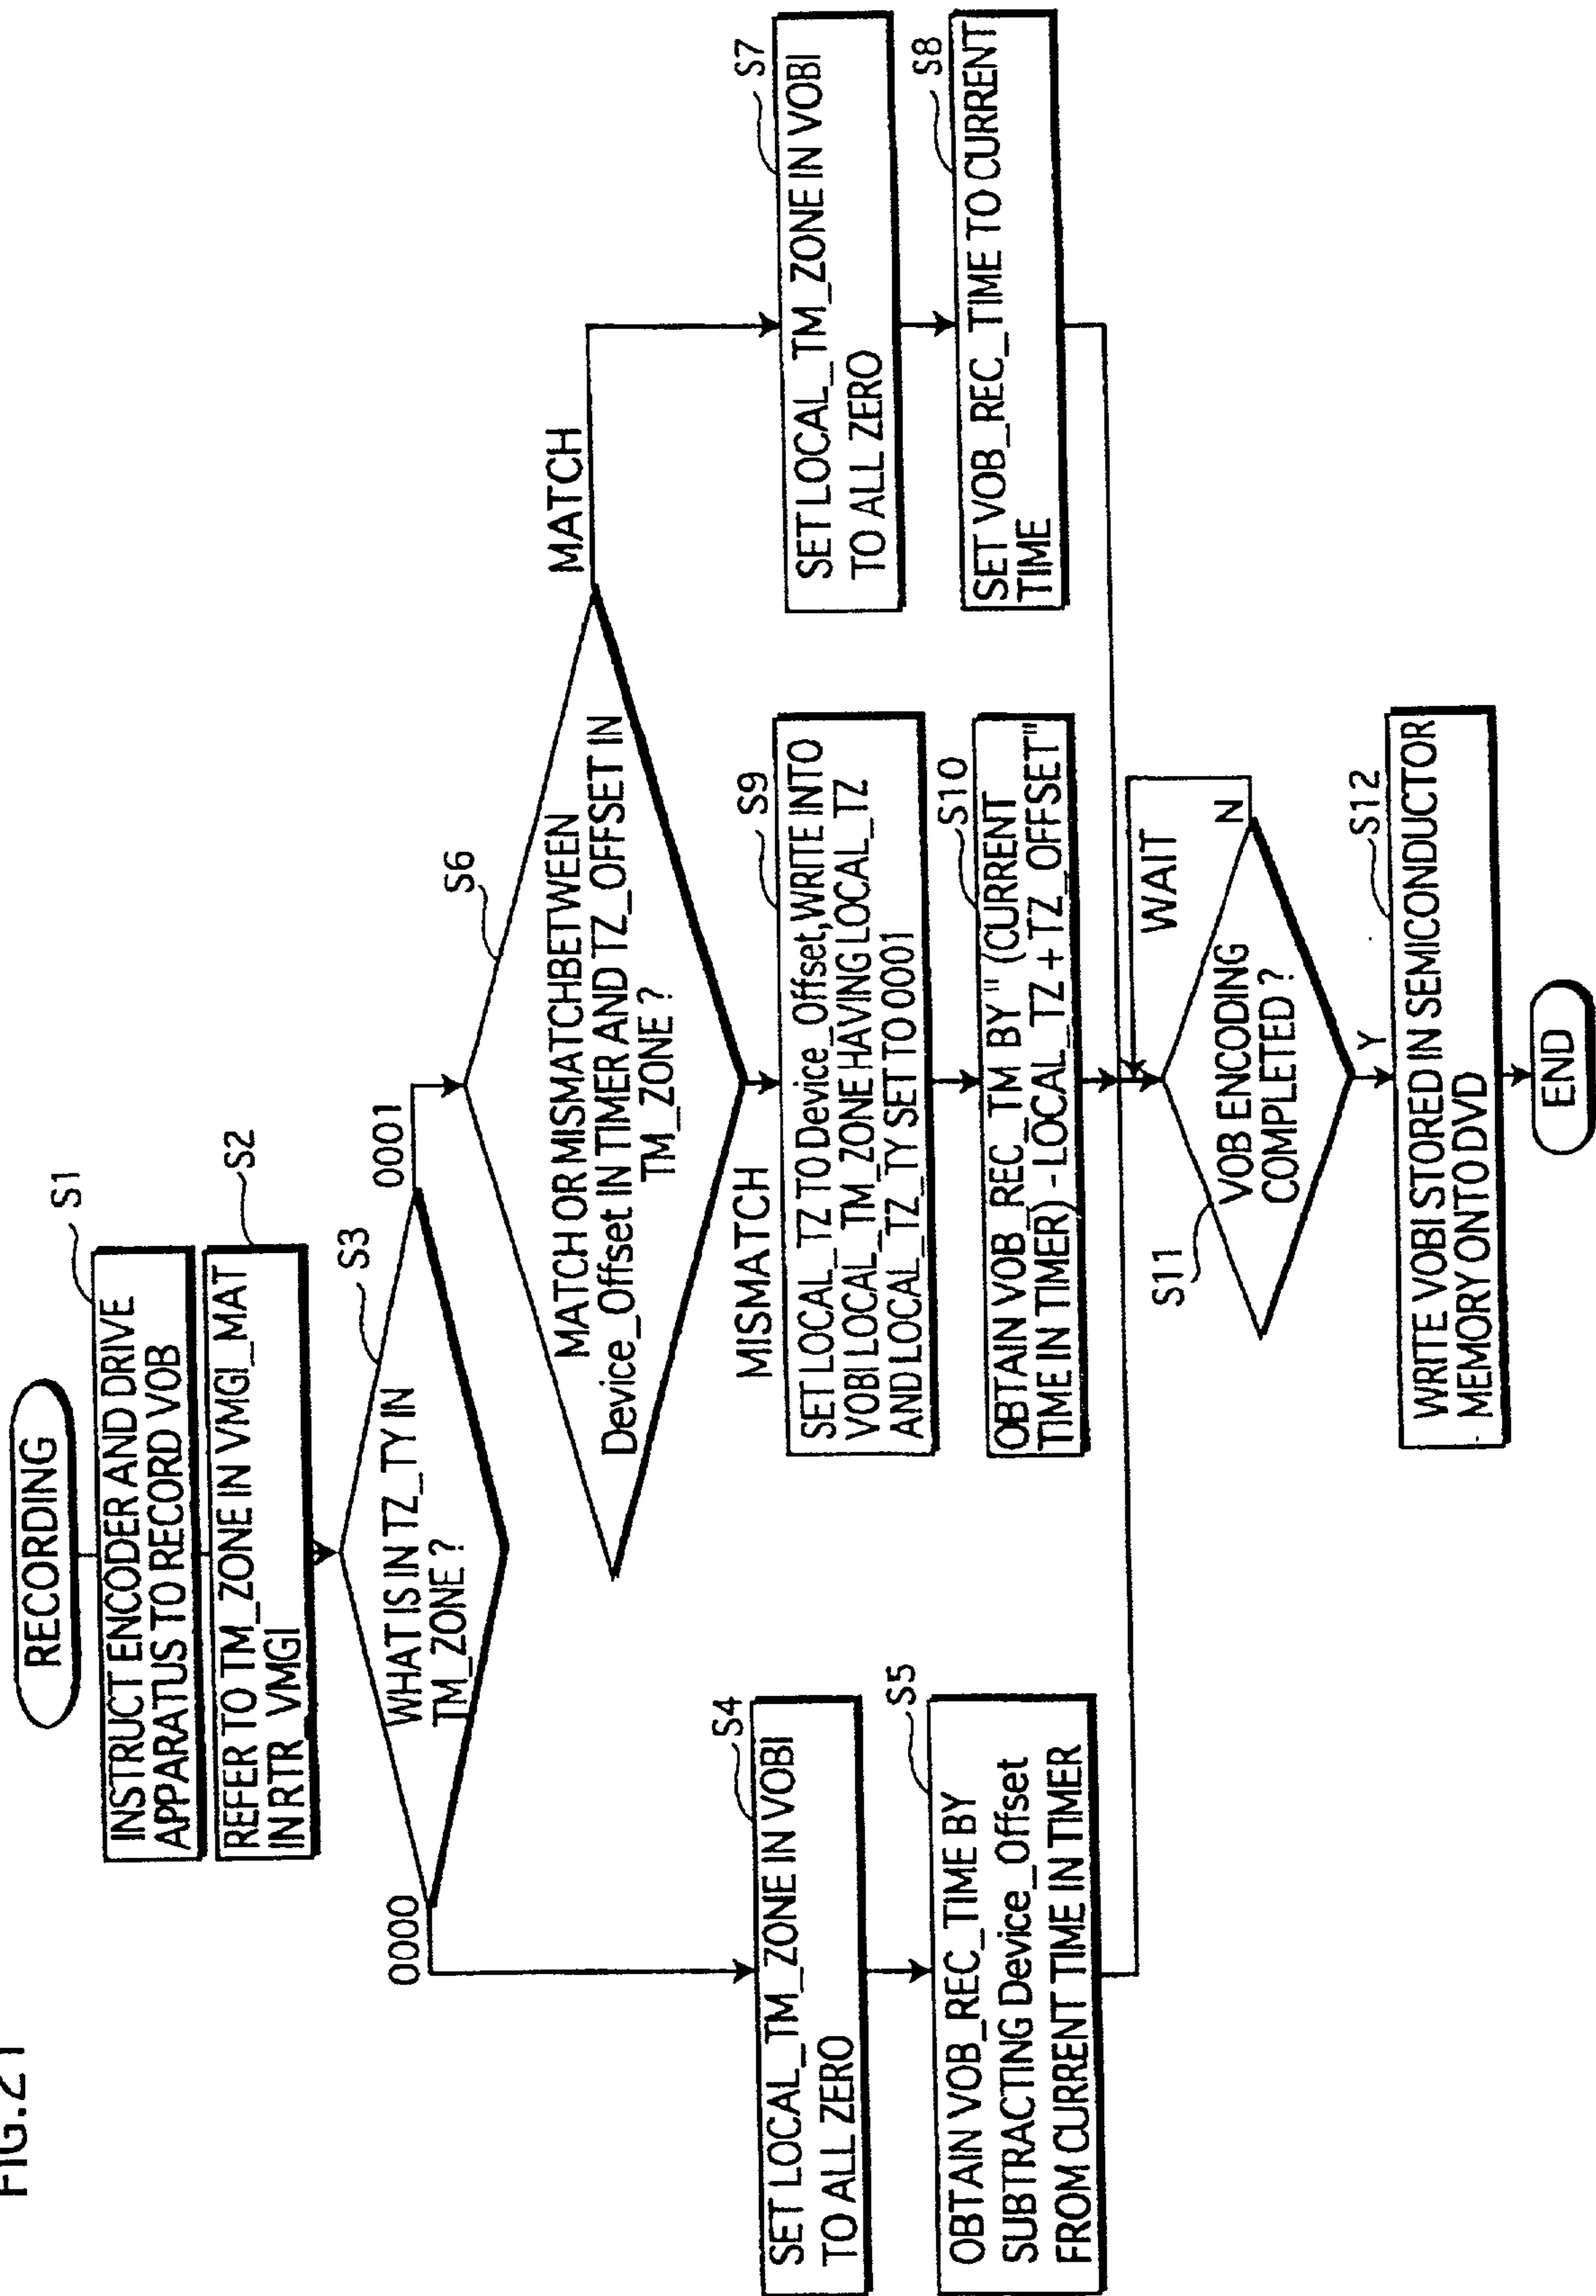 FIG.21
RECORDING
S1
INSTRUCT ENCODER AND DRIVE
APPARATUS TO RECORD VOB
S2
REFER TO TM_ZONE IN VMGI_MAT
IN RTR_VMGI
S3
WHAT IS IN TZ_TY IN
TM_ZONE ?
0000
0001
S4
SET LOCAL_TM_ZONE IN VOBI
TO ALL ZERO
S5
OBTAIN VOB_REC_TIME BY
SUBTRACTING Device_Offset
FROM CURRENT TIME IN TIMER
S6
MATCH OR MISMATCHBETWEEN
Device_Offset IN TIMER AND TZ_OFFSET IN
TM_ZONE ?
MISMATCH
MATCH
S9
SET LOCAL_TZ TO Device_Offset,WRITE INTO
VOBI LOCAL_TM_ZONE HAVING LOCAL_TZ
AND LOCAL_TZ_TY SET TO 0001
S10
OBTAIN VOB_REC_TM BY " (CURRENT
TIME IN TIMER) - LOCAL_TZ + TZ_OFFSET"
S7
SET LOCAL_TM_ZONE IN VOBI
TO ALL ZERO
S8
SET VOB_REC_TIME TO CURRENT
TIME
WAIT
S11
VOB ENCODING
COMPLETED ?
N
Y
S12
WRITE VOBI STORED IN SEMICONDUCTOR
MEMORY ONTO DVD
END